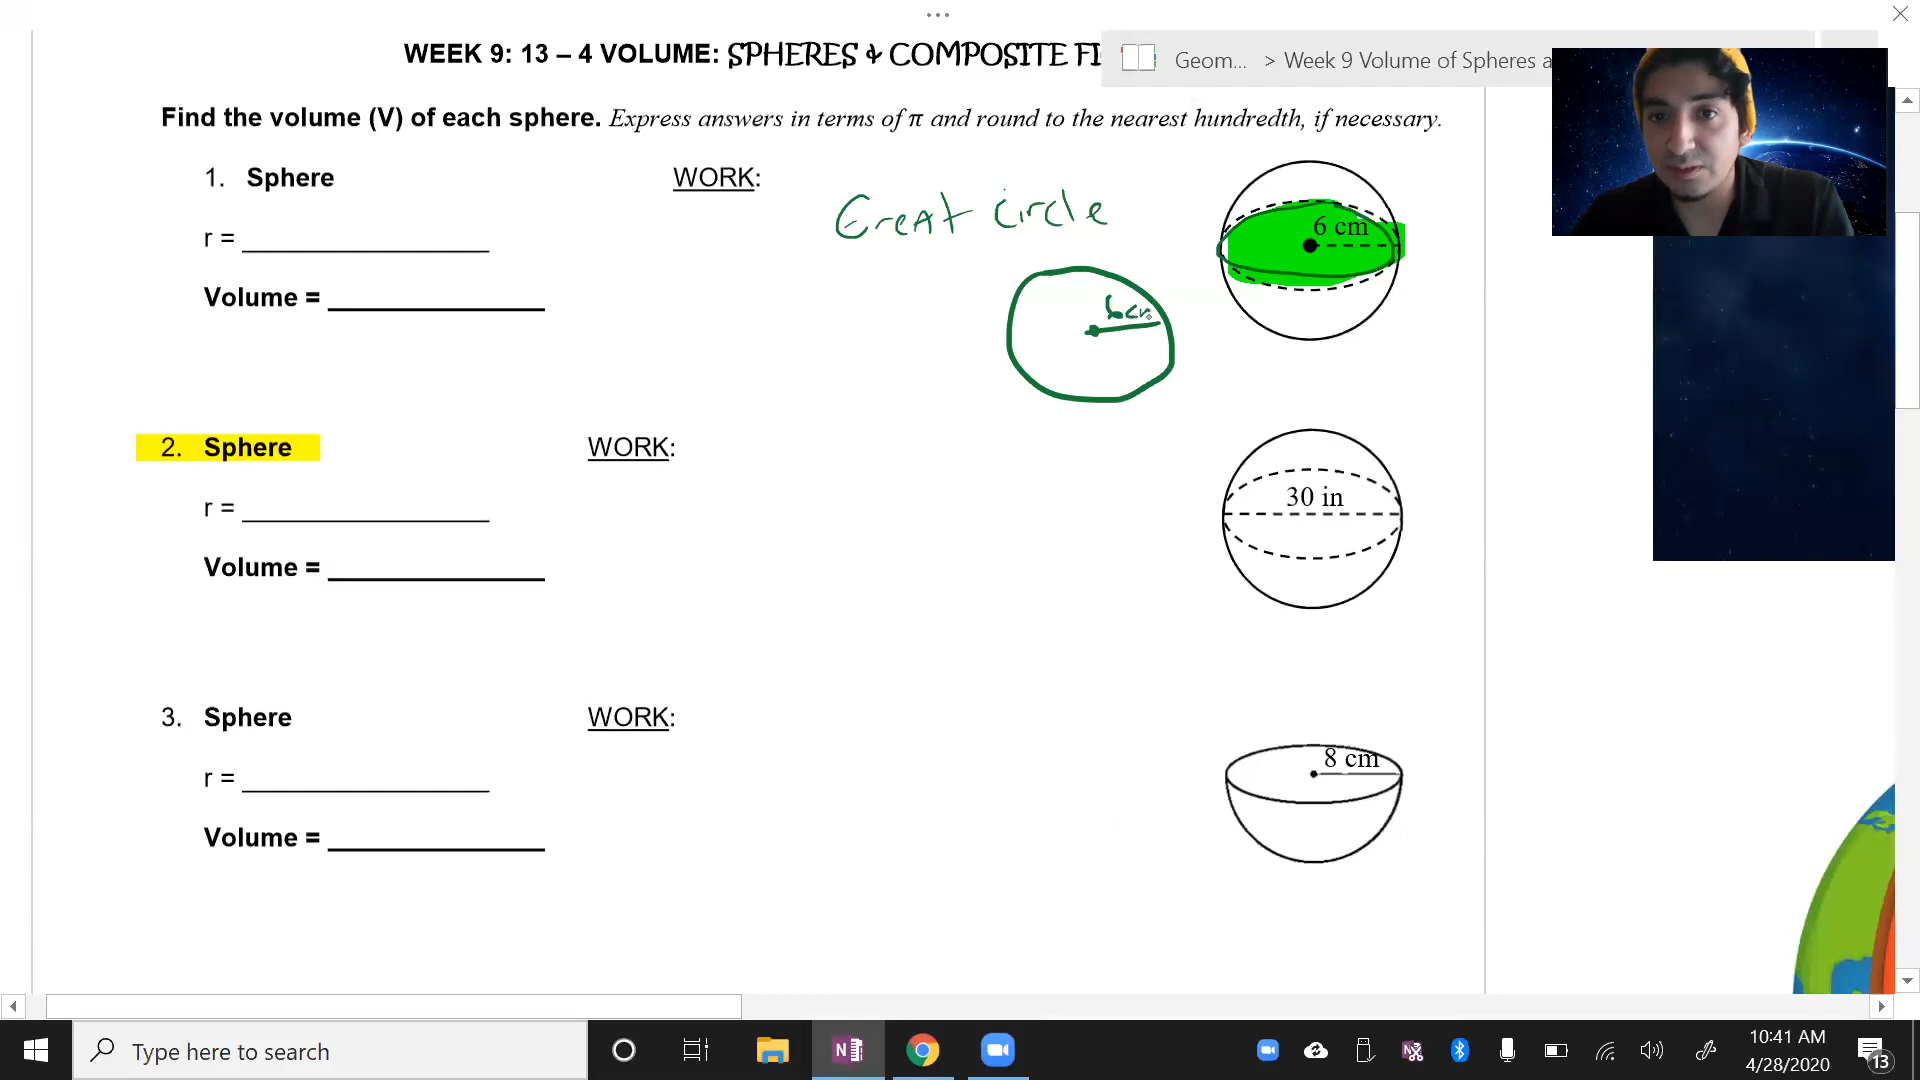 WEEK 9: 13 – 4 VOLUME: SPHERES & COMPOSITE FI
Geom... > Week 9 Volume of Spheres a
Find the volume (V) of each sphere. Express answers in terms of π and round to the nearest hundredth, if necessary.
1. Sphere
WORK:
Great circle
6 cm
r = 
6cm
Volume = 
2. Sphere
WORK:
30 in
r = 
Volume = 
3. Sphere
WORK:
8 cm
r = 
Volume = 
Type here to search
N
10:41 AM
4/28/2020
13